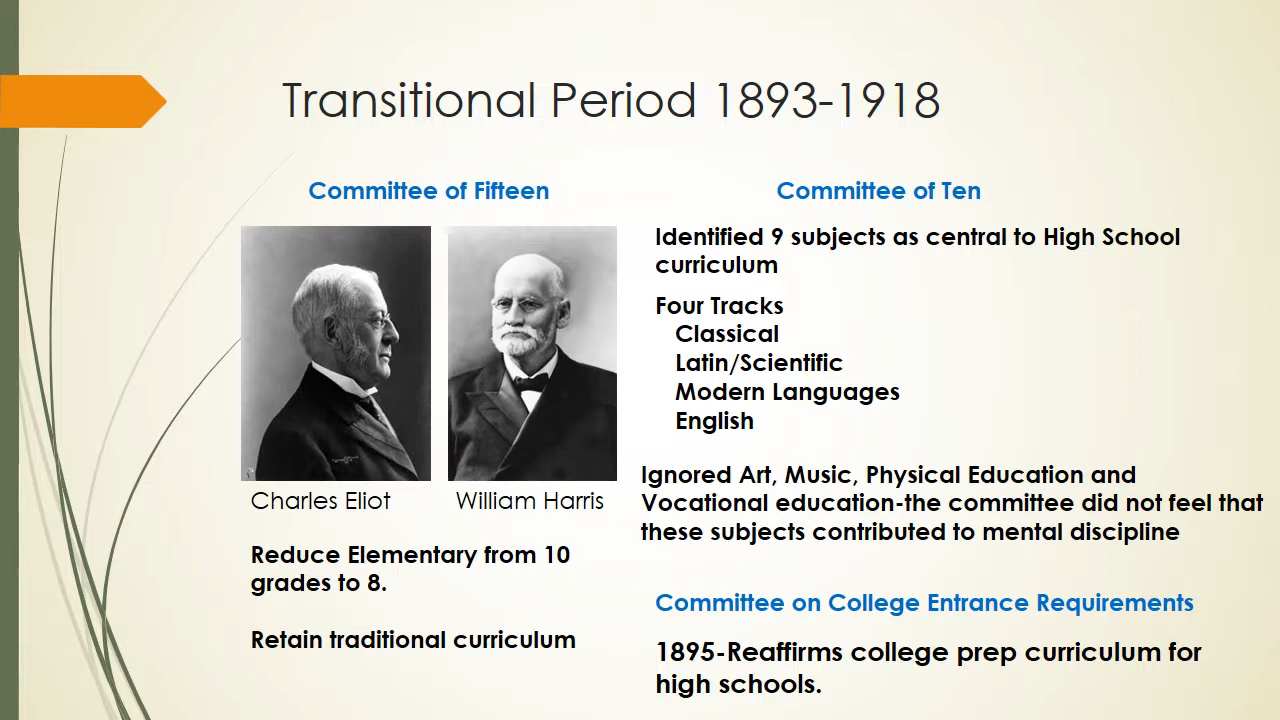 Transitional Period 1893-1918
Committee of Fifteen
Charles Eliot
William Harris
Reduce Elementary from 10
grades to 8.
Retain traditional curriculum
Committee of Ten
Identified 9 subjects as central to High School
curriculum
Four Tracks
Classical
Latin/Scientific
Modern Languages
English
Ignored Art, Music, Physical Education and
Vocational education-the committee did not feel that
these subjects contributed to mental discipline
Committee on College Entrance Requirements
1895-Reaffirms college prep curriculum for
high schools.